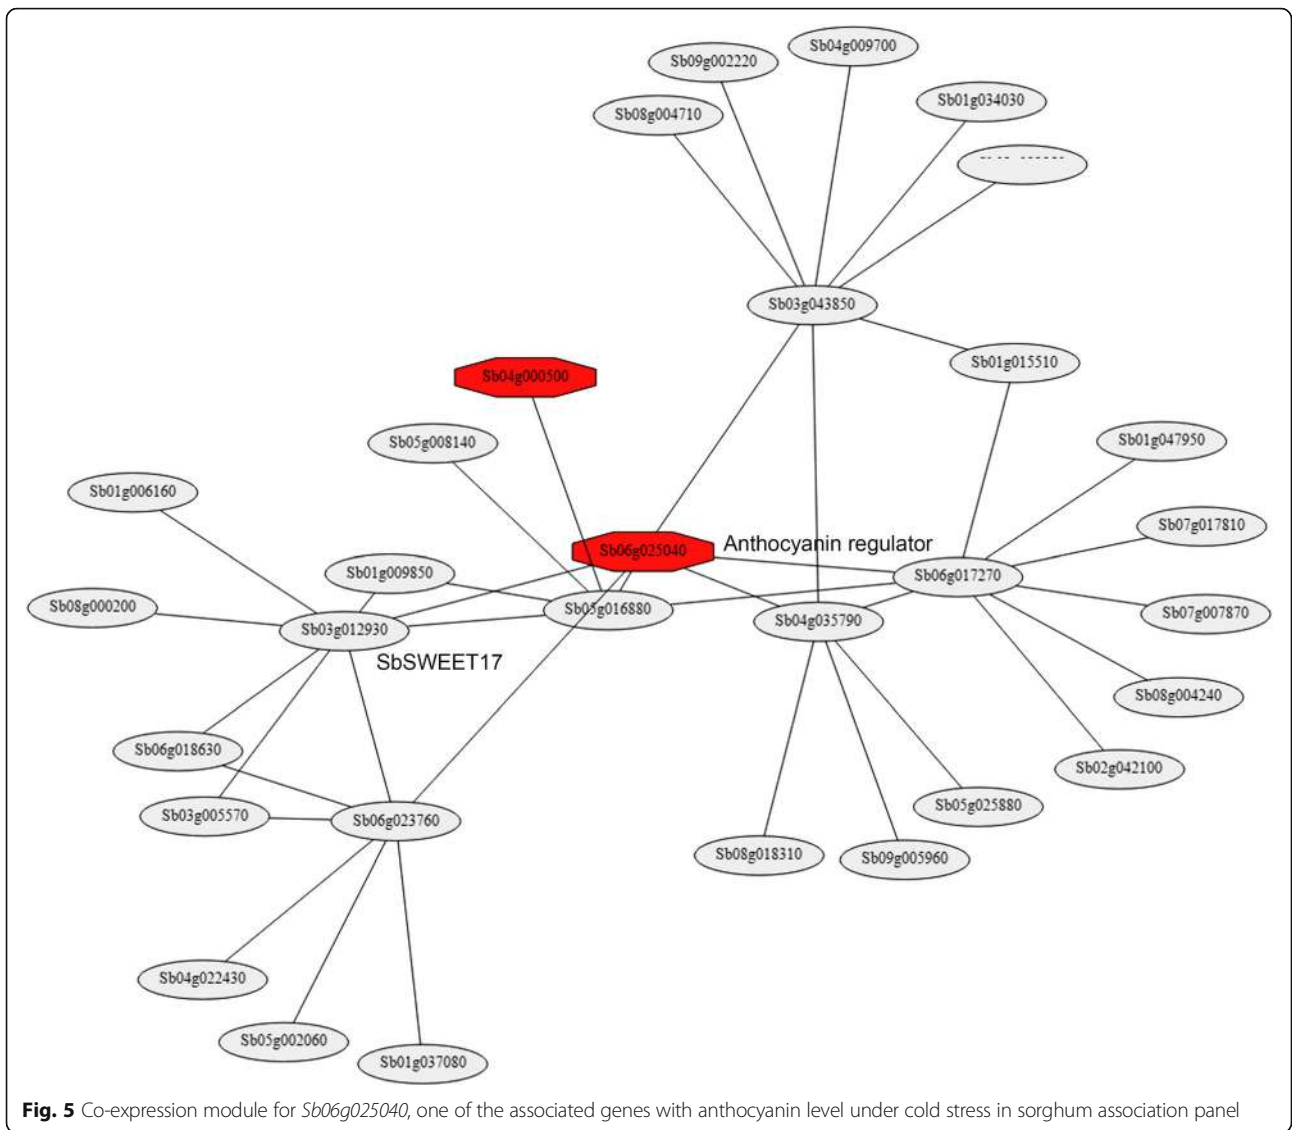 Sb04g009700
Sb09g002220
Sb01g034030
Sb08g004710
Sb03g043850
Sb01g015510
Sb04g000500
Sb05g008140
Sb01g047950
Sb01g006160
Sb07g017810
Sb06g025040
Anthocyanin regulator
Sb01g009850
Sb06g017270
Sb08g000200
Sb05g016880
Sb07g007870
Sb04g035790
Sb03g012930
SbSWEET17
Sb08g004240
Sb06g018630
Sb02g042100
Sb05g025880
Sb03g005570
Sb06g023760
Sb08g018310
Sb09g005960
Sb04g022430
Sb05g002060
Sb01g037080
Fig. 5 Co-expression module for Sb06g025040, one of the associated genes with anthocyanin level under cold stress in sorghum association panel